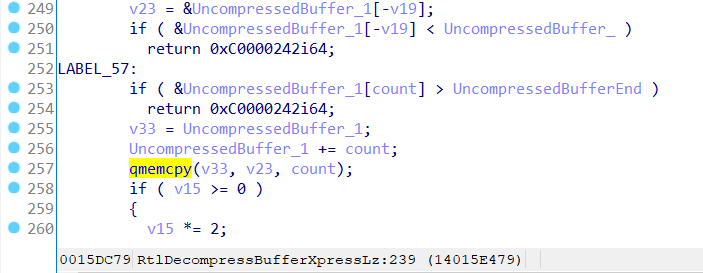 249 v23 = &UncompressedBuffer_1[-v19];
250 if ( &UncompressedBuffer_1[-v19] < UncompressedBuffer_ )
251 return 0xC0000242i64;
252 LABEL_57:
253 if ( &UncompressedBuffer_1[count] > UncompressedBufferEnd )
254 return 0xC0000242i64;
255 v33 = UncompressedBuffer_1;
256 UncompressedBuffer_1 += count;
257 qmemcpy(v33, v23, count);
258 if ( v15 >= 0 )
259 {
260 v15 *= 2;
0015DC79 RtlDecompressBufferXpressLz:239 (14015E479)